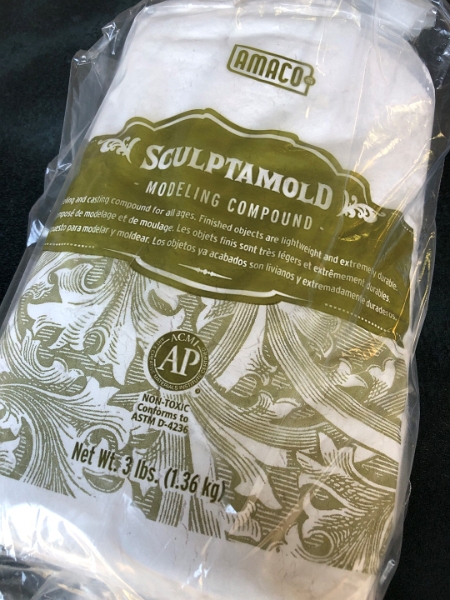 AMACO
SCULPTAMOLD
- MODELING COMPOUND -
and casting compound for all ages. Finished objects are lightweight and extremely durable.
de modelage et de moulage. Les objets finis sont très légers et extrêmement durables.
para modelar y moldear. Los objetos ya acabados son livianos y extremadamente duraderos.
ACMI
AP
®
NON-TOXIC
Conforms to
ASTM D-4236
Net Wt. 3 lbs. (1.36 kg)